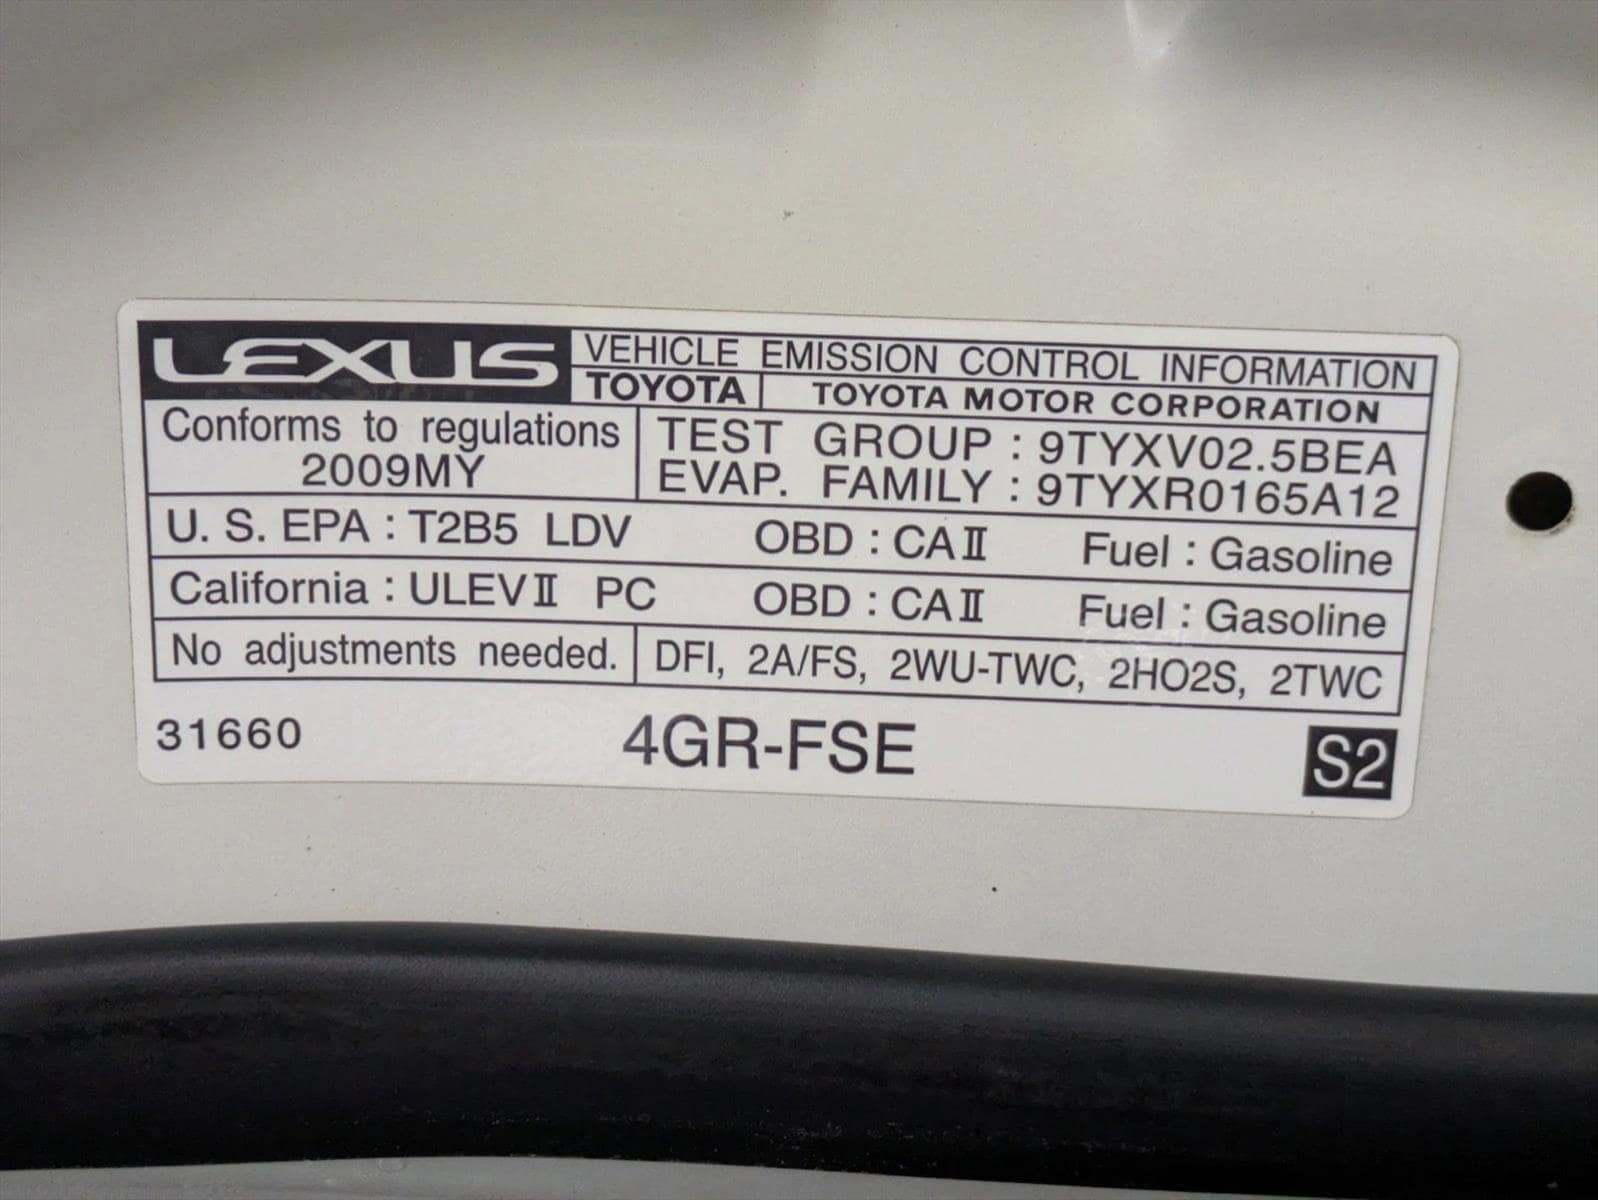 LEXUS VEHICLE EMISSION CONTROL INFORMATION
TOYOTA TOYOTA MOTOR CORPORATION
Conforms to regulations
2009MY
TEST GROUP : 9TYXV02.5BEA
EVAP. FAMILY : 9TYXR0165A12
U. S. EPA : T2B5 LDV OBD : CAⅡ Fuel : Gasoline
California : ULEVⅡ PC OBD : CAⅡ Fuel : Gasoline
No adjustments needed. DFI, 2A/FS, 2WU-TWC, 2HO2S, 2TWC
31660 4GR-FSE S2